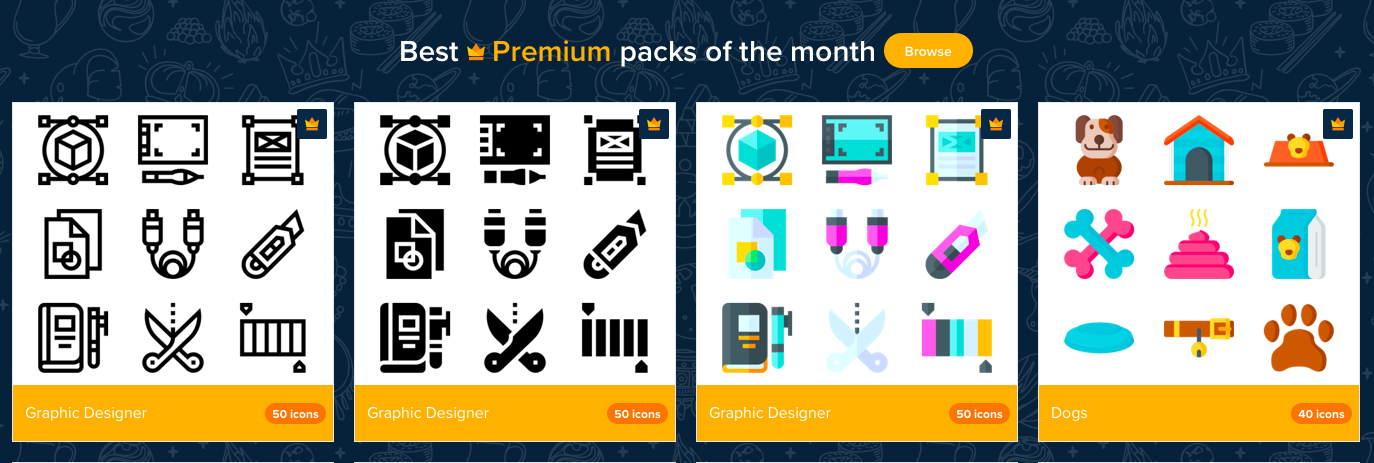 Best Premium packs of the month
Browse
Graphic Designer
50 icons
Graphic Designer
50 icons
Graphic Designer
50 icons
Dogs
40 icons